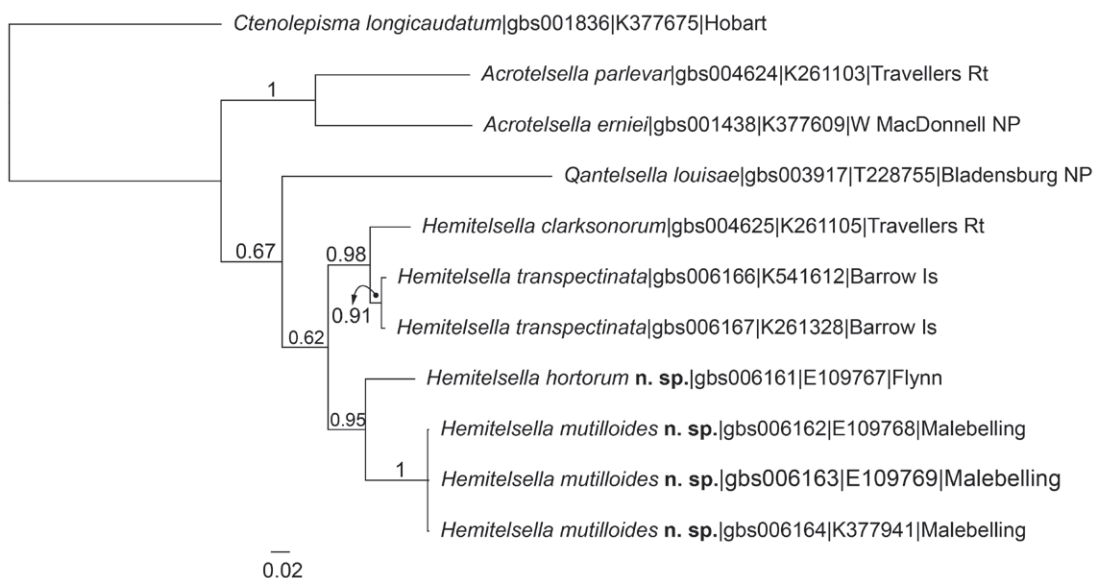 Ctenolepisma longicaudatum|gbs001836|K377675|Hobart
Acrotelsella parlevar|gbs004624|K261103|Travellers Rt
1
Acrotelsella erniei|gbs001438|K377609|W MacDonnell NP
Qantelsella louisae|gbs003917|T228755|Bladensburg NP
Hemitelsella clarksonorum|gbs004625|K261105|Travellers Rt
0.67
0.98
Hemitelsella transpectinata|gbs006166|K541612|Barrow Is
0.91
Hemitelsella transpectinata|gbs006167|K261328|Barrow Is
0.62
Hemitelsella hortorum n. sp.|gbs006161|E109767|Flynn
0.95
Hemitelsella mutilloides n. sp.|gbs006162|E109768|Malebelling
1
Hemitelsella mutilloides n. sp.|gbs006163|E109769|Malebelling
Hemitelsella mutilloides n. sp.|gbs006164|K377941|Malebelling
0.02